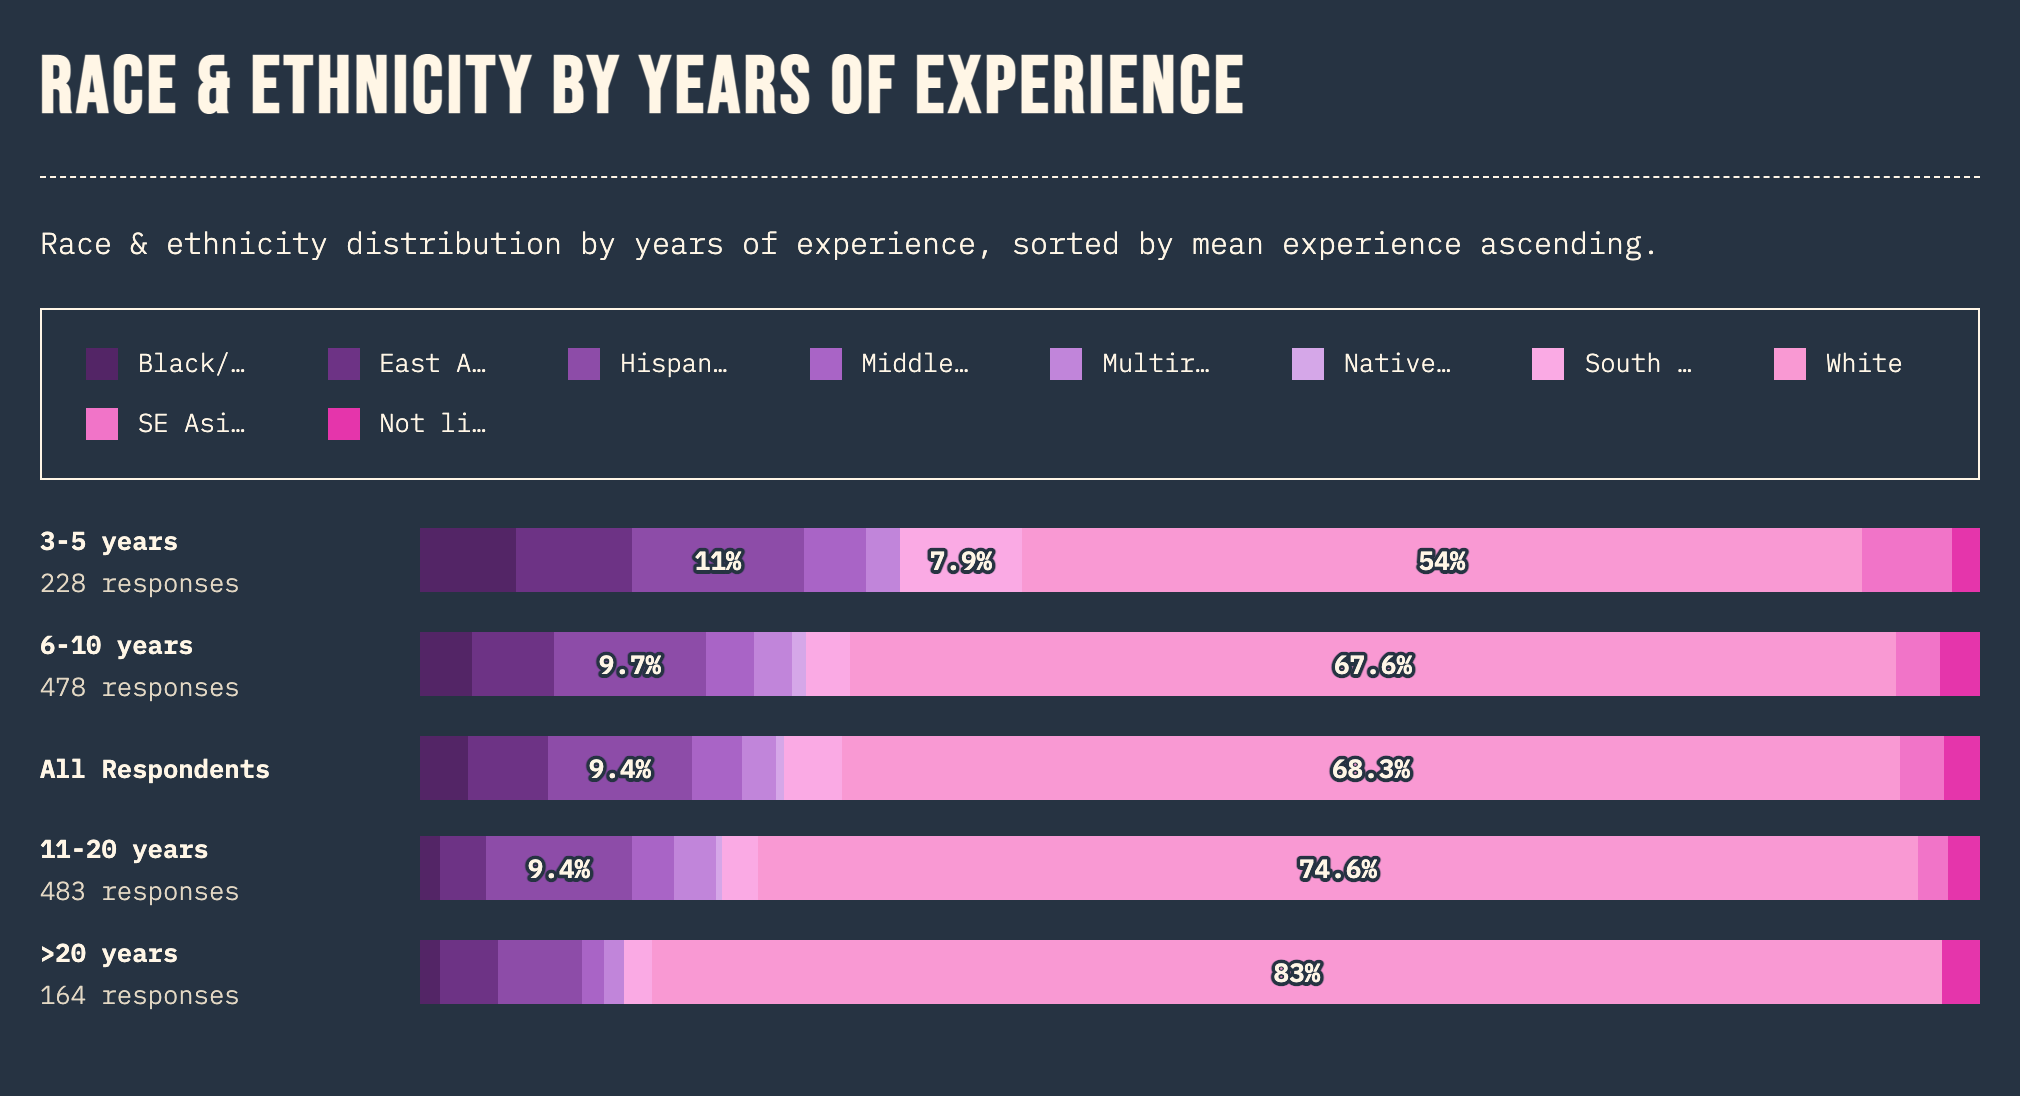 RACE & ETHNICITY BY YEARS OF EXPERIENCE
Race & ethnicity distribution by years of experience, sorted by mean experience ascending.
Black/… East A… Hispan… Middle… Multir… Native… South … White
SE Asi… Not li…
3-5 years
228 responses
11% 7.9% 54%
6-10 years
478 responses
9.7% 67.6%
All Respondents
9.4% 68.3%
11-20 years
483 responses
9.4% 74.6%
>20 years
164 responses
83%